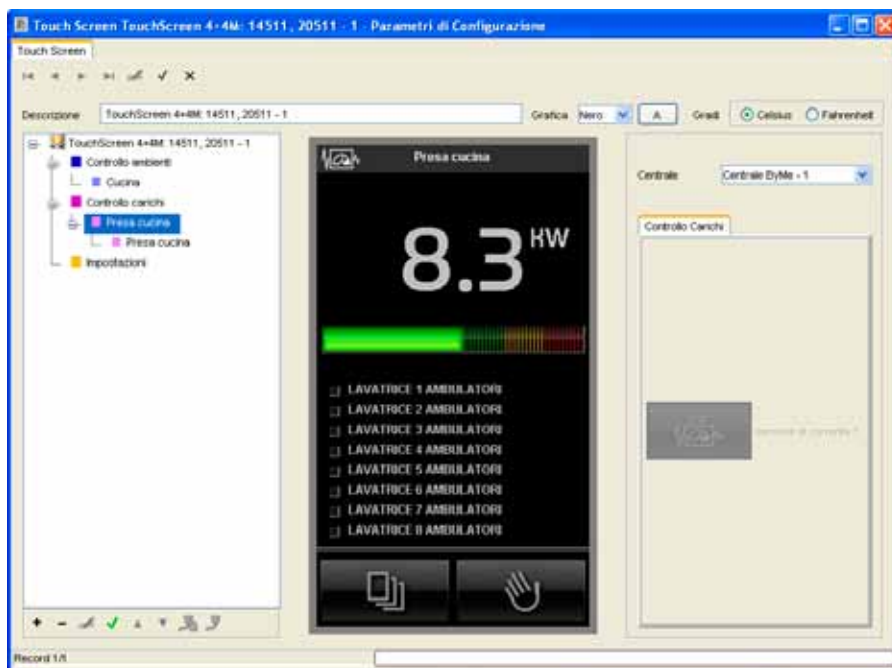 Touch Screen TouchScreen 4+4M: 14511, 20511 - 1 - Parametri di Configurazione
Touch Screen
Descrizione TouchScreen 4+4M: 14511, 20511 - 1 Grafica Nero A Gradi Celsius Fahrenheit
TouchScreen 4+4M: 14511, 20511 - 1
Controllo ambienti
Cucina
Controllo carichi
Presa cucina
Presa cucina
Impostazioni
Presa cucina
8.3 KW
LAVATRICE 1 AMBULATORI
LAVATRICE 2 AMBULATORI
LAVATRICE 3 AMBULATORI
LAVATRICE 4 AMBULATORI
LAVATRICE 5 AMBULATORI
LAVATRICE 6 AMBULATORI
LAVATRICE 7 AMBULATORI
LAVATRICE 8 AMBULATORI
Centrale Centrale ByMe - 1
Controllo Carichi
Record 1/1